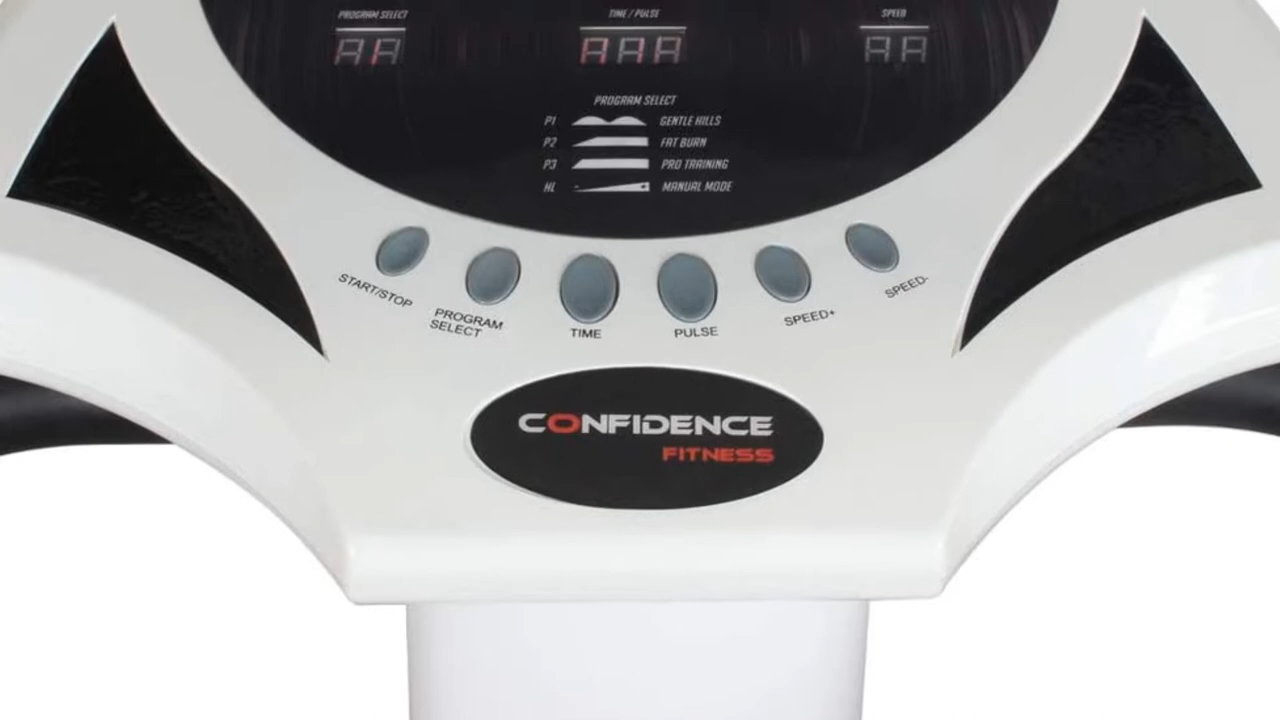 PROGRAM SELECT
TIME / PULSE
SPEED
PROGRAM SELECT
P1 GENTLE HILLS
P2 FAT BURN
P3 PRO TRAINING
HL MANUAL MODE
START/STOP
PROGRAM
SELECT
TIME
PULSE
SPEED+
SPEED-
CONFIDENCE
FITNESS